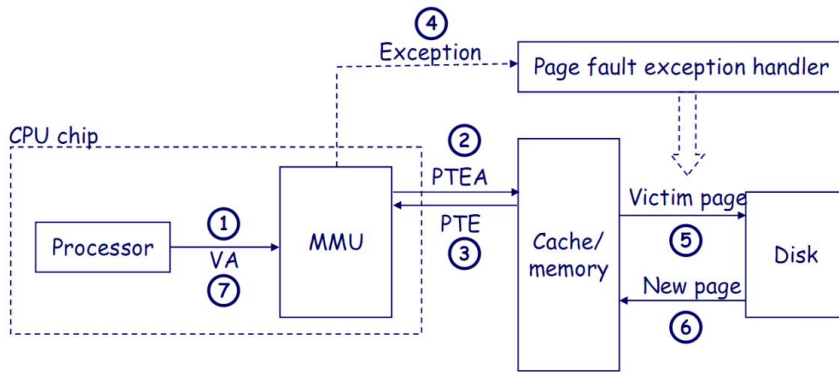 4
Exception
Page fault exception handler
CPU chip
2
PTEA
Victim page
1
Processor
VA
7
MMU
PTE
3
Cache/
memory
5
Disk
New page
6